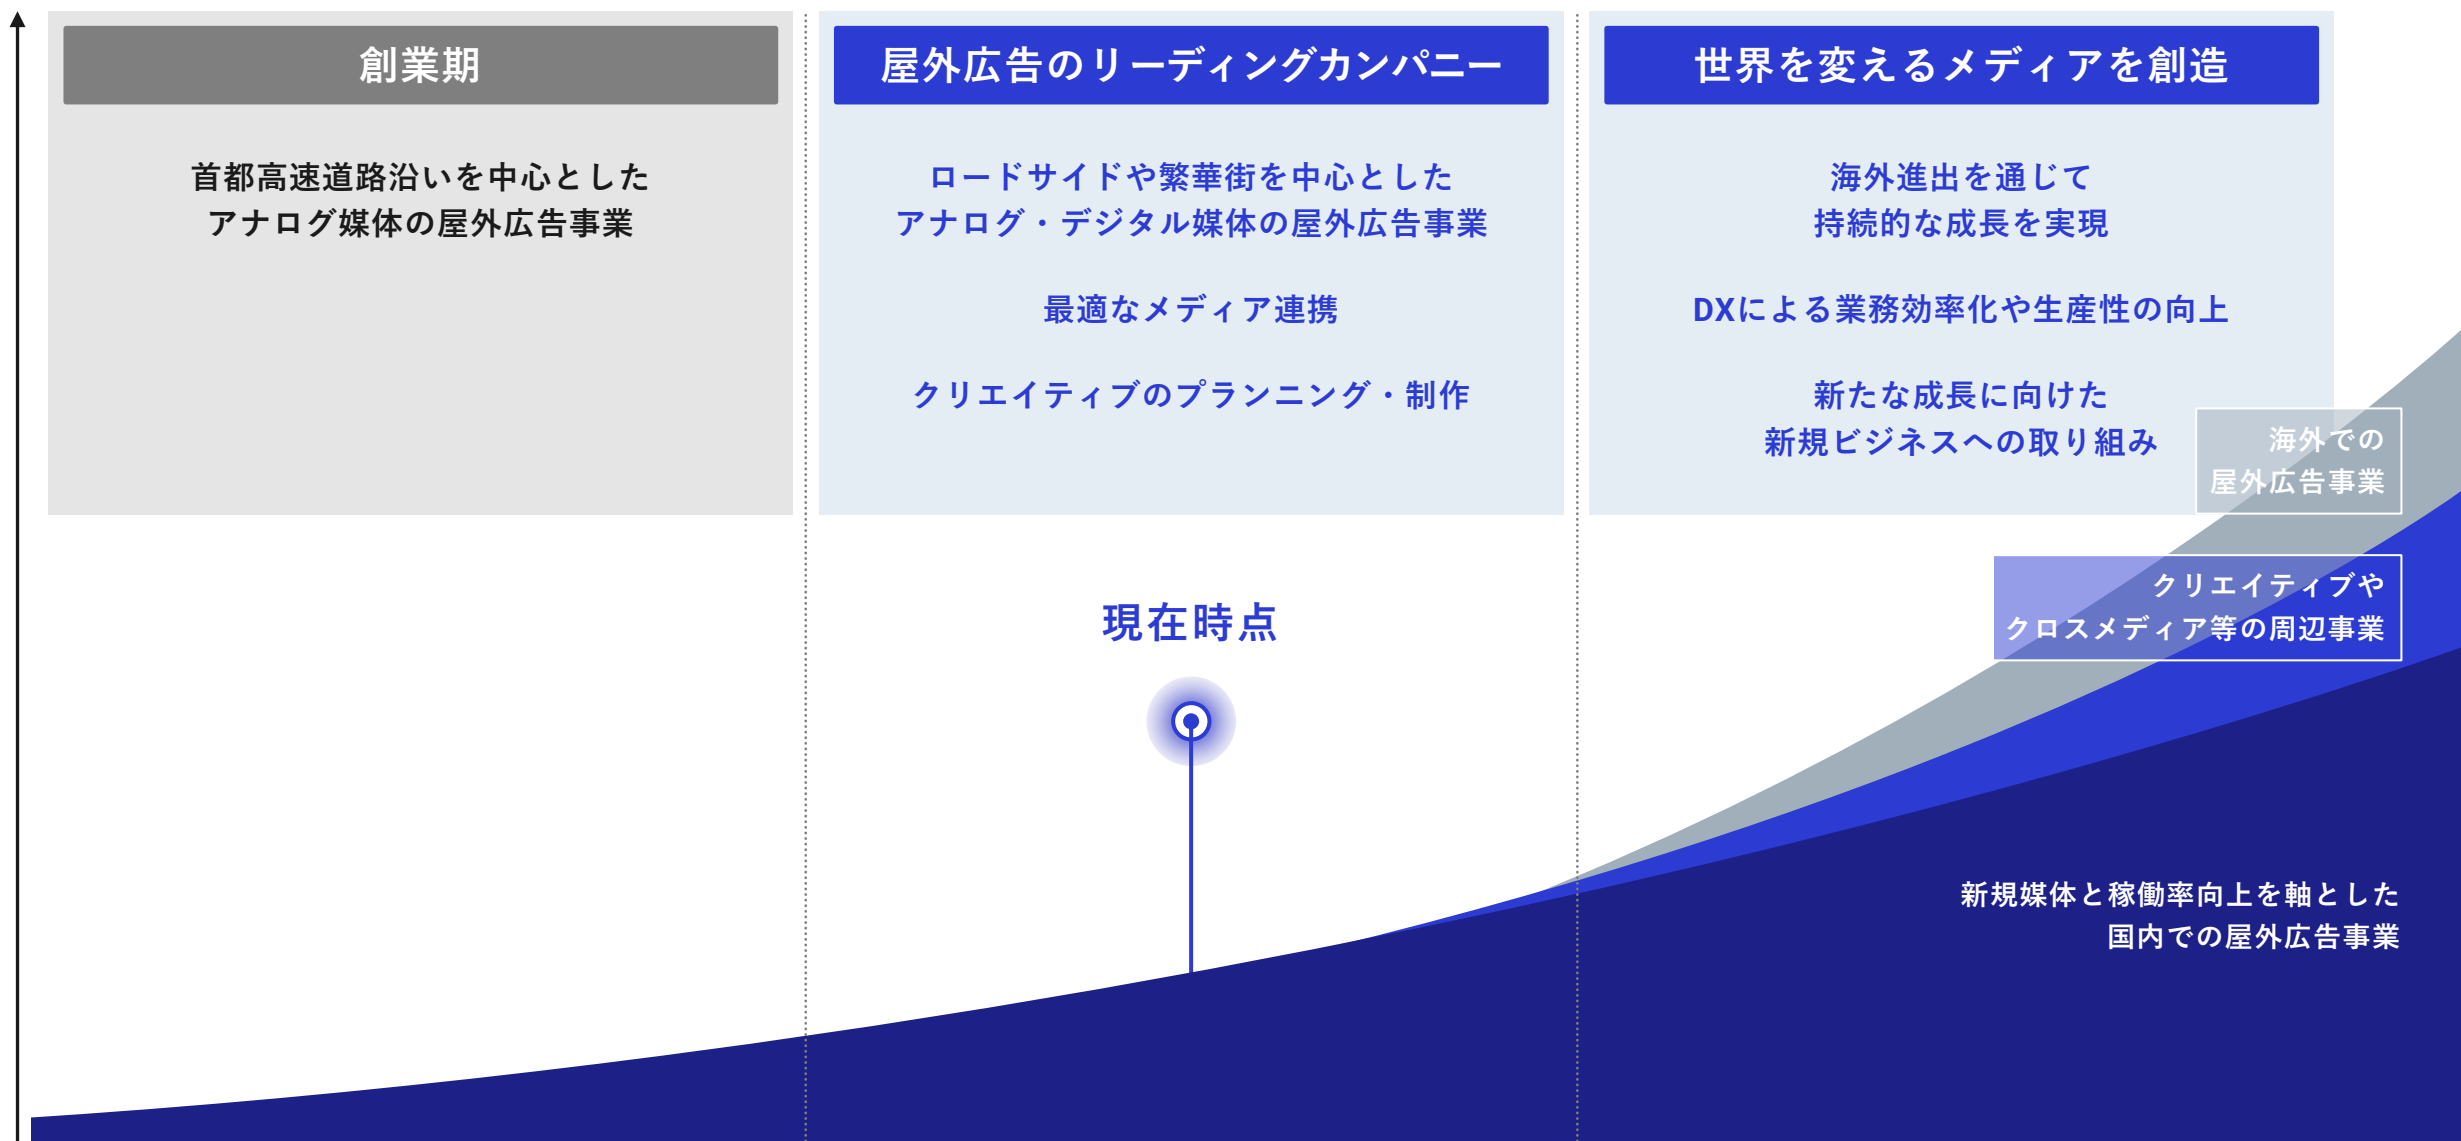 創業期
首都高速道路沿いを中心とした
アナログ媒体の屋外広告事業
屋外広告のリーディングカンパニー
ロードサイドや繁華街を中心とした
アナログ・デジタル媒体の屋外広告事業
最適なメディア連携
クリエイティブのプランニング・制作
世界を変えるメディアを創造
海外進出を通じて
持続的な成長を実現
DXによる業務効率化や生産性の向上
新たな成長に向けた
新規ビジネスへの取り組み
海外での
屋外広告事業
クリエイティブや
クロスメディア等の周辺事業
現在時点
新規媒体と稼働率向上を軸とした
国内での屋外広告事業